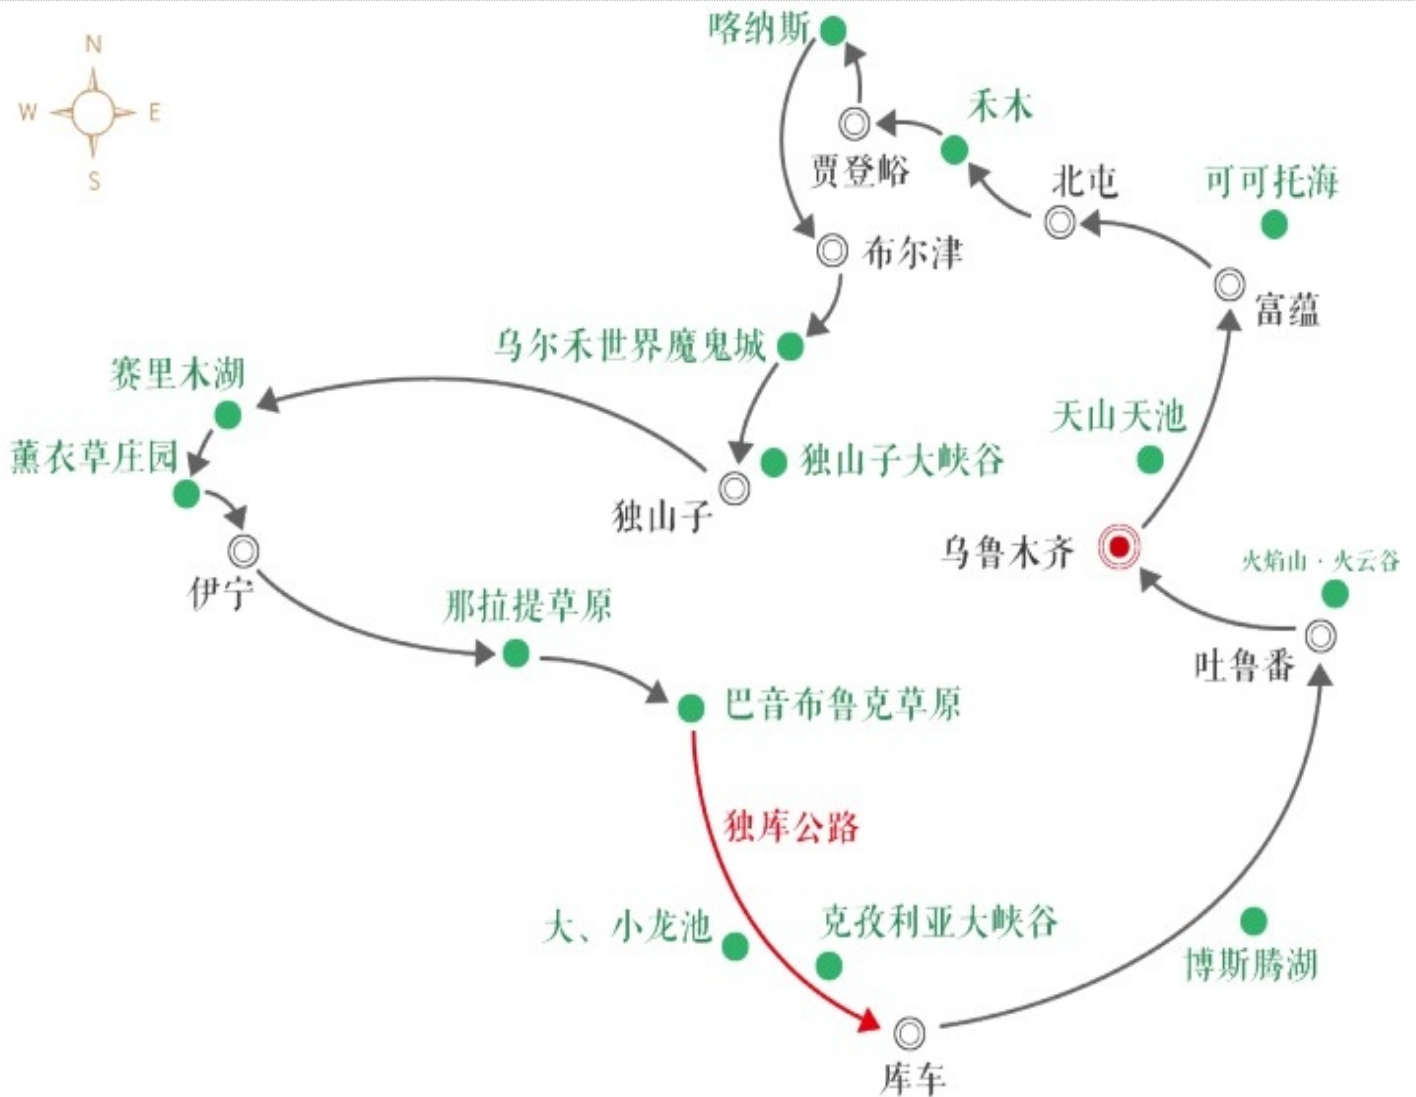 喀纳斯
N
W
E
S
禾木
贾登峪
北屯
可可托海
布尔津
富蕴
乌尔禾世界魔鬼城
赛里木湖
天山天池
薰衣草庄园
独山子大峡谷
独山子
乌鲁木齐
火焰山·火云谷
伊宁
那拉提草原
吐鲁番
巴音布鲁克草原
独库公路
大、小龙池
克孜利亚大峡谷
博斯腾湖
库车